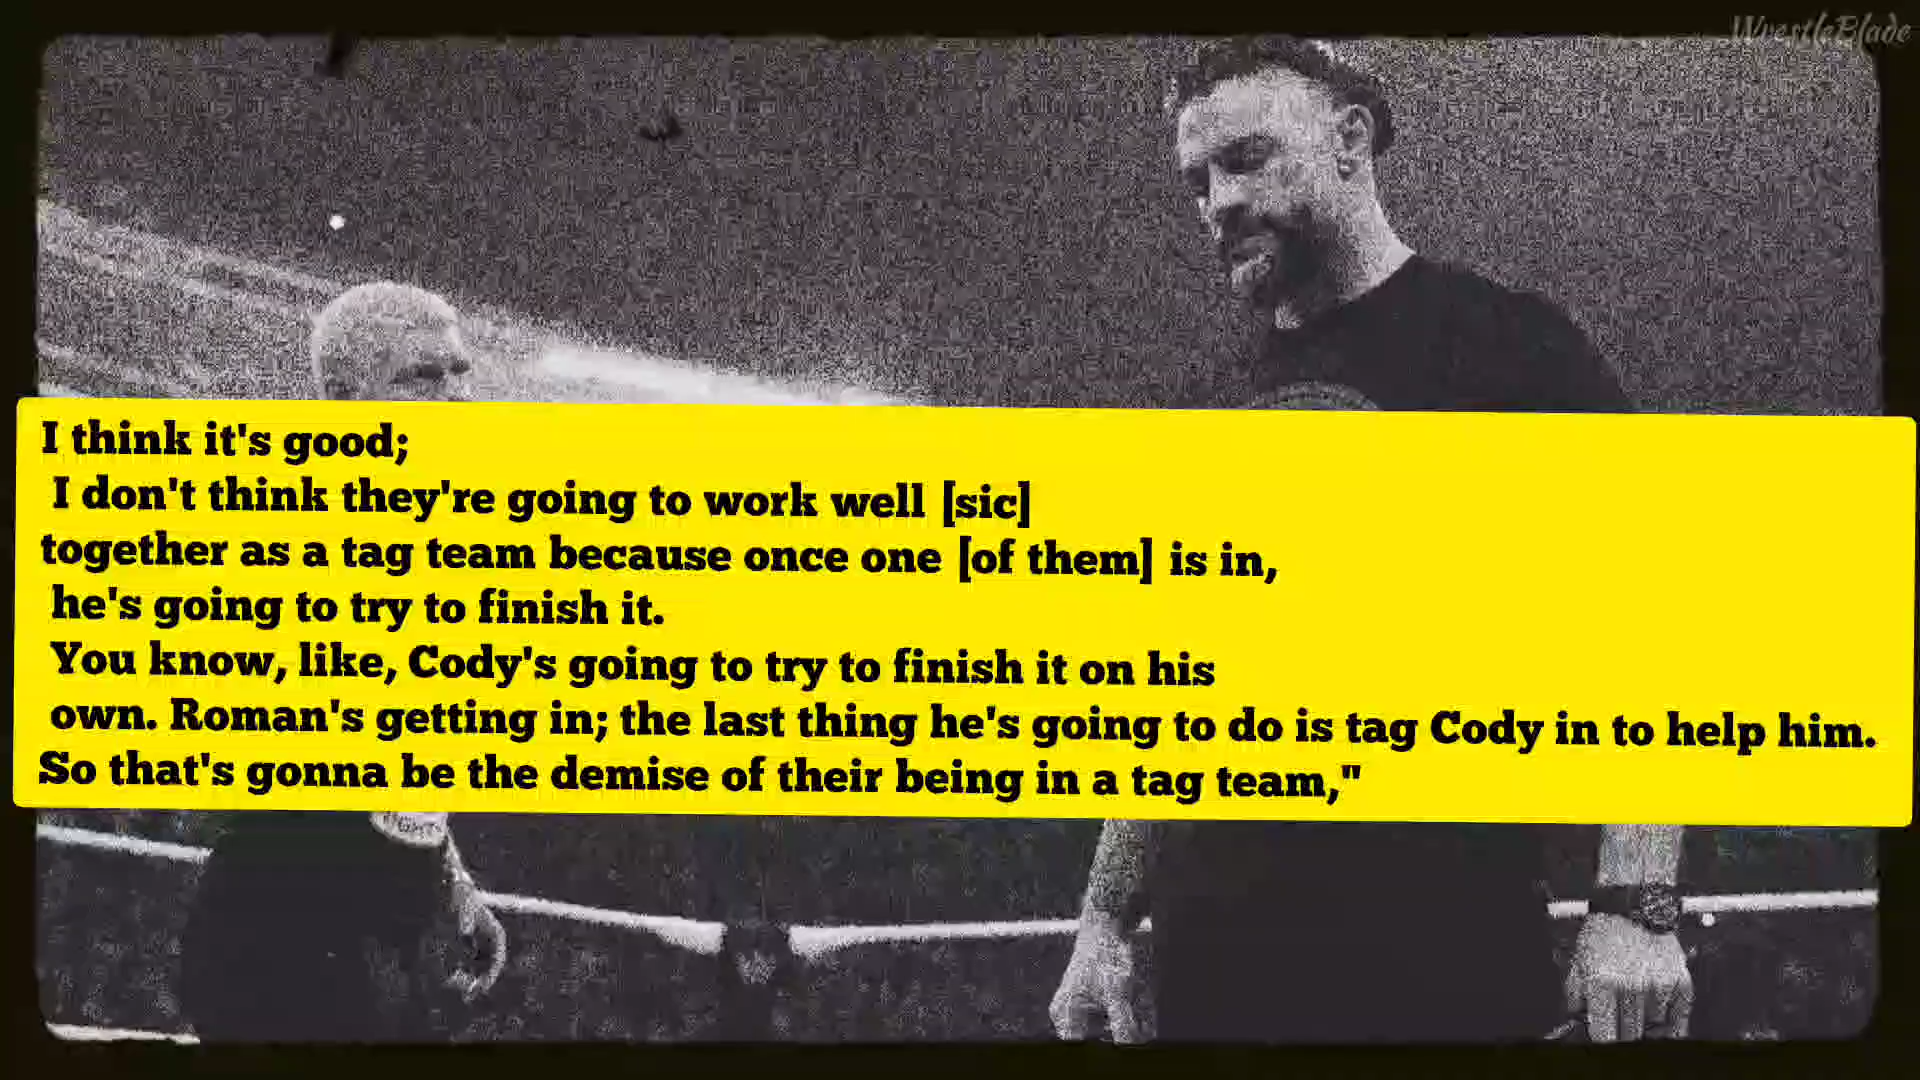 WrestleBlade
I think it's good;
I don't think they're going to work well [sic]
together as a tag team because once one [of them] is in,
he's going to try to finish it.
You know, like, Cody's going to try to finish it on his
own. Roman's getting in; the last thing he's going to do is tag Cody in to help him.
So that's gonna be the demise of their being in a tag team,"